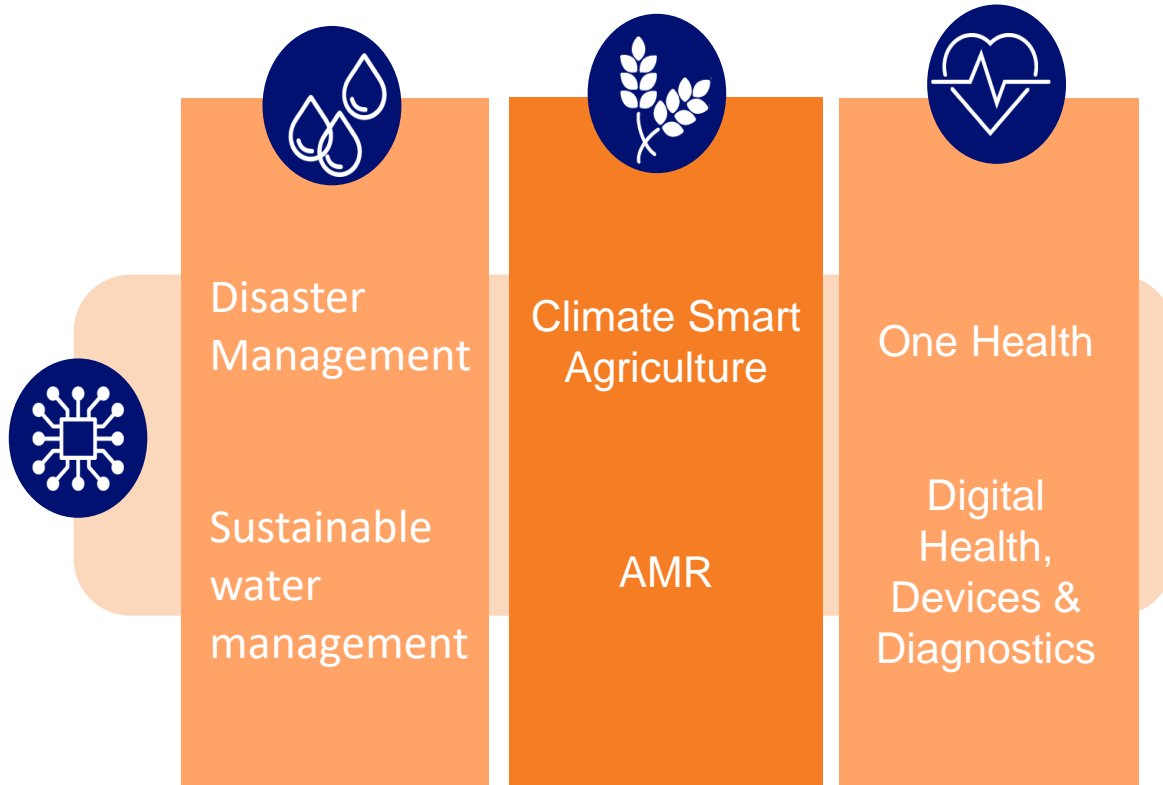 Disaster
Management
Sustainable
water
management
Climate Smart
Agriculture
AMR
One Health
Digital
Health,
Devices &
Diagnostics